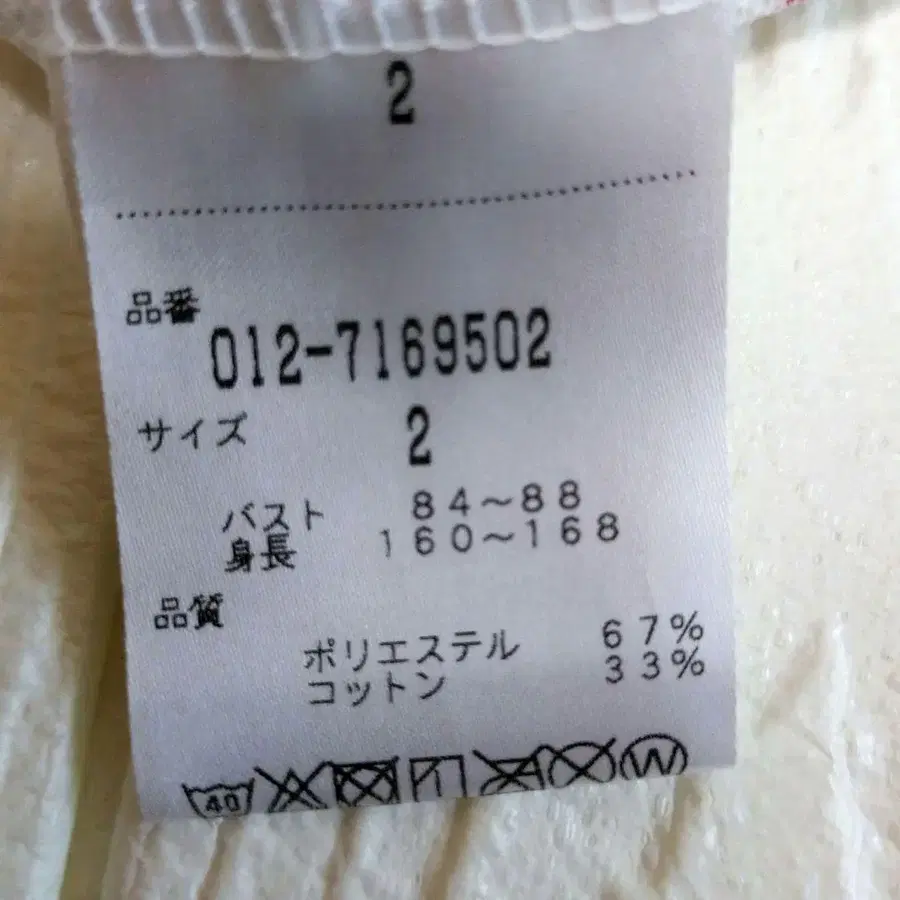 2
品番
012-7169502
サイズ 2
バスト 84~88
身長 160~168
品質
ポリエステル 67%
コットン 33%
40 W